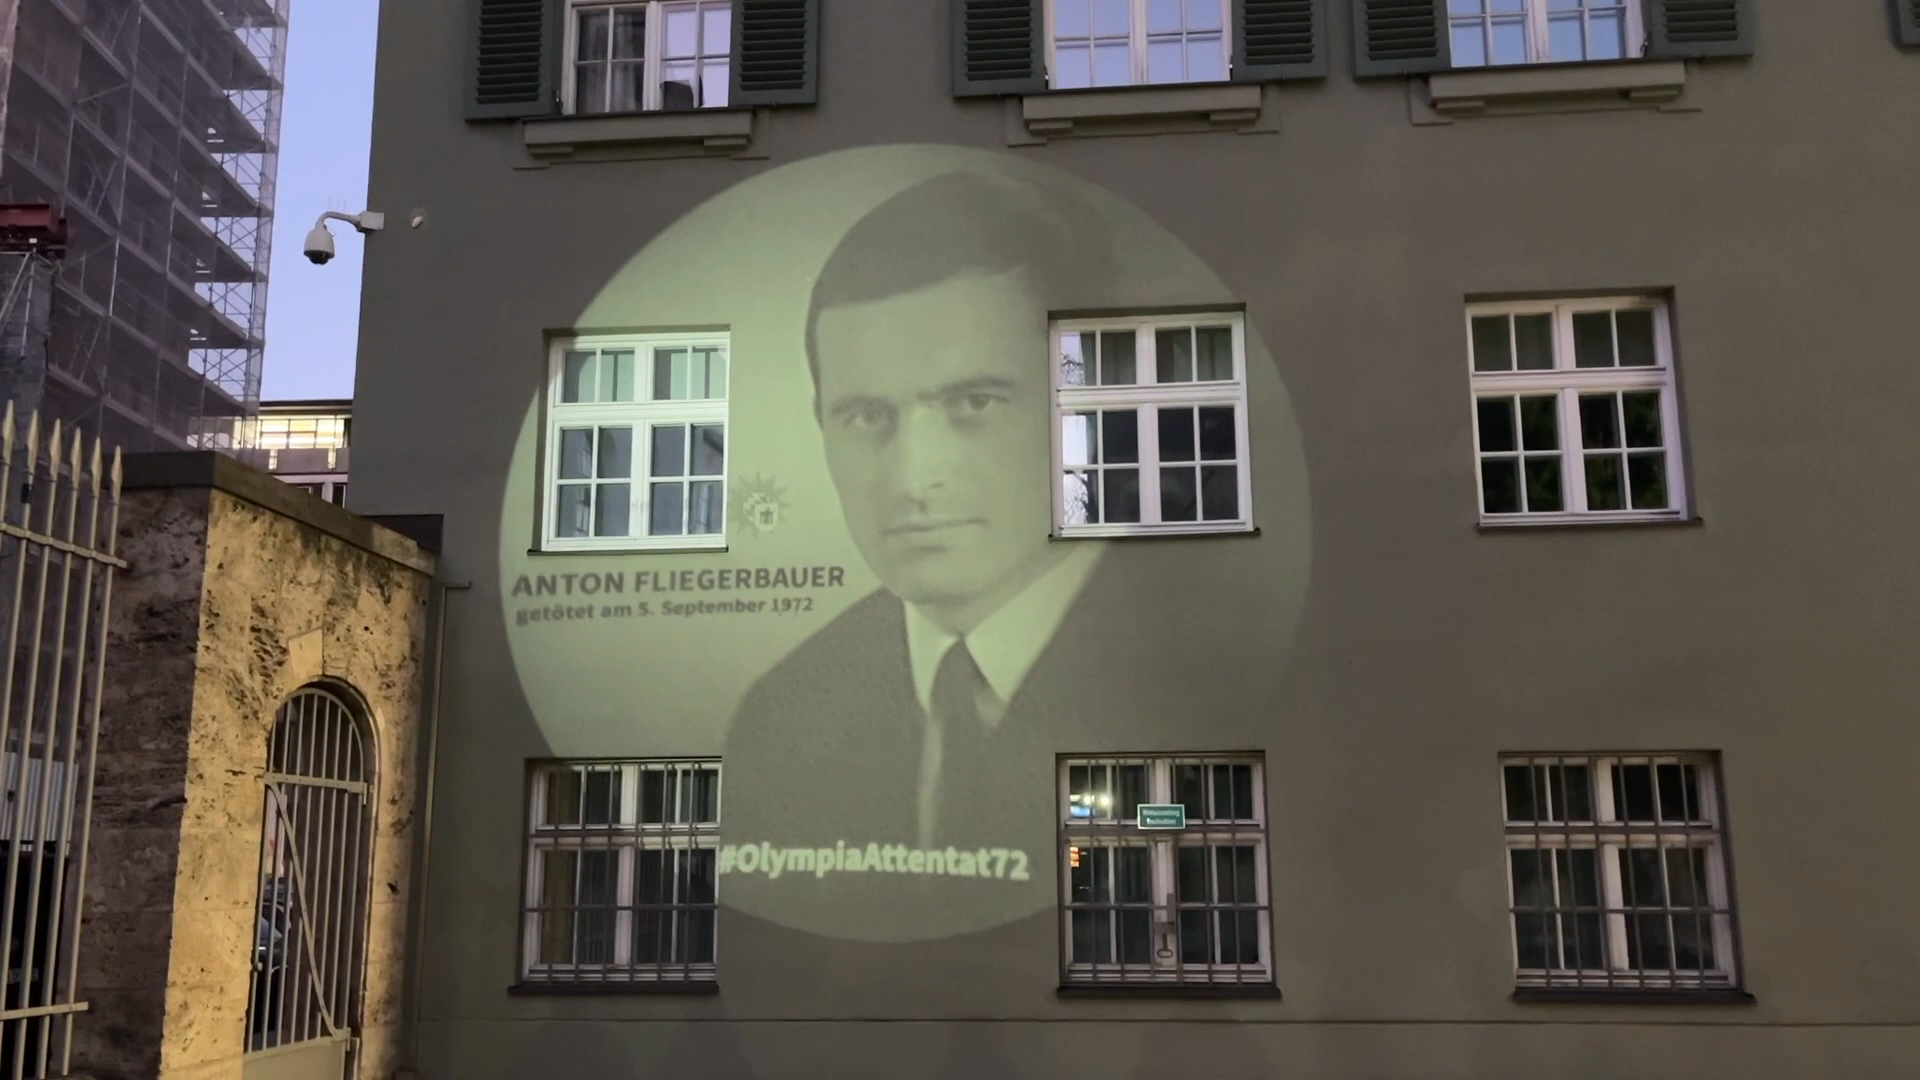 ANTON FLIEGERBAUER
getötet am 5. September 1972
#OlympiaAttentat72